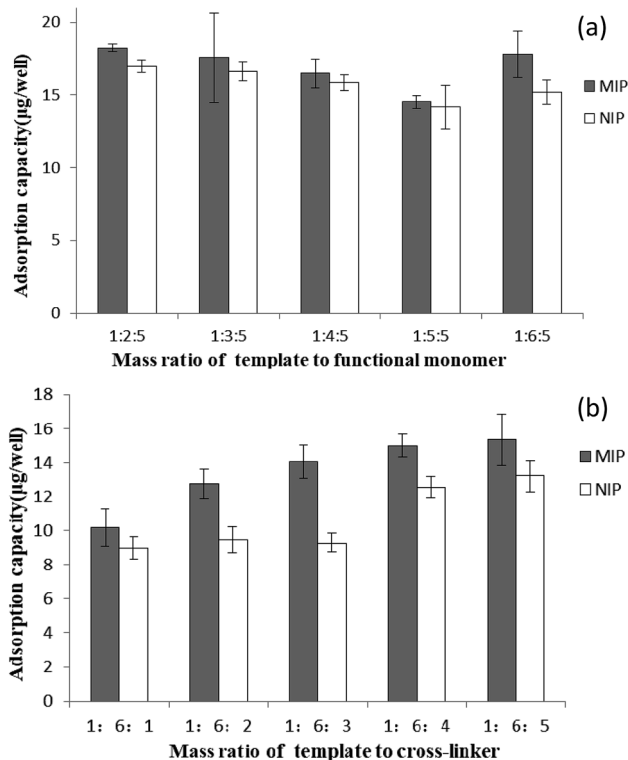 (a)
20
15
10
5
0
Adsorption capacity(μg/well)
MIP
NIP
1:2:5 1:3:5 1:4:5 1:5:5 1:6:5
Mass ratio of template to functional monomer
(b)
18
16
14
12
10
8
6
4
2
0
Adsorption capacity(μg/well)
MIP
NIP
1: 6: 1 1: 6: 2 1: 6: 3 1: 6: 4 1: 6: 5
Mass ratio of template to cross-linker